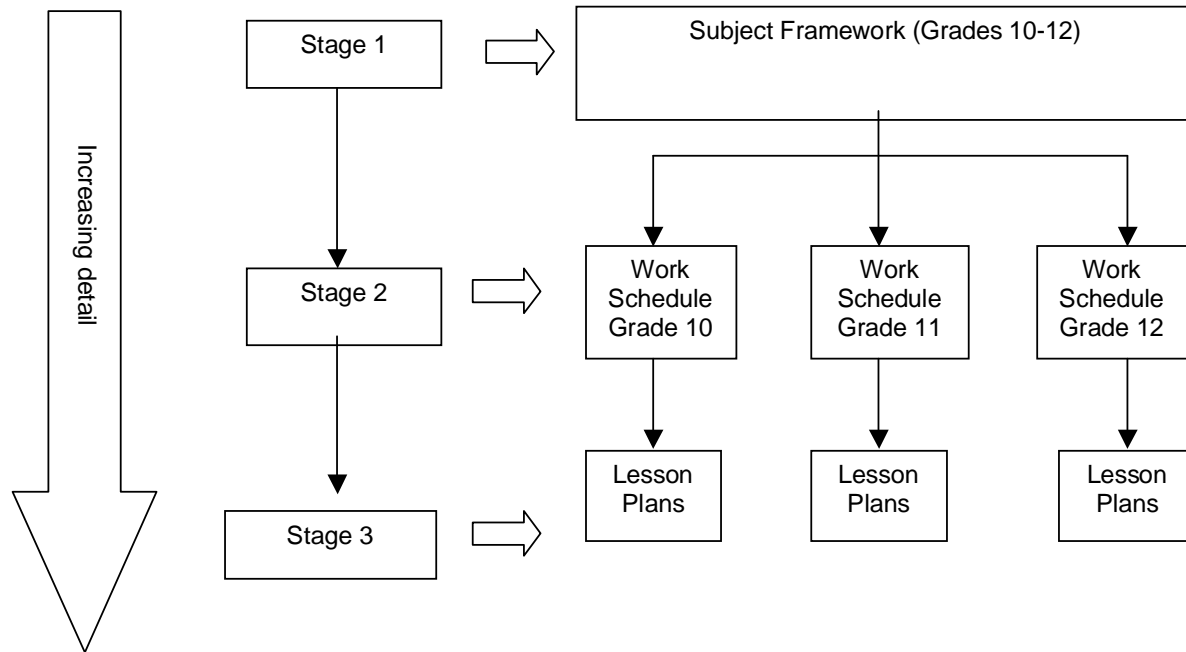 Increasing detail
Stage 1
Subject Framework (Grades 10-12)
Stage 2
Work
Schedule
Grade 10
Work
Schedule
Grade 11
Work
Schedule
Grade 12
Stage 3
Lesson
Plans
Lesson
Plans
Lesson
Plans